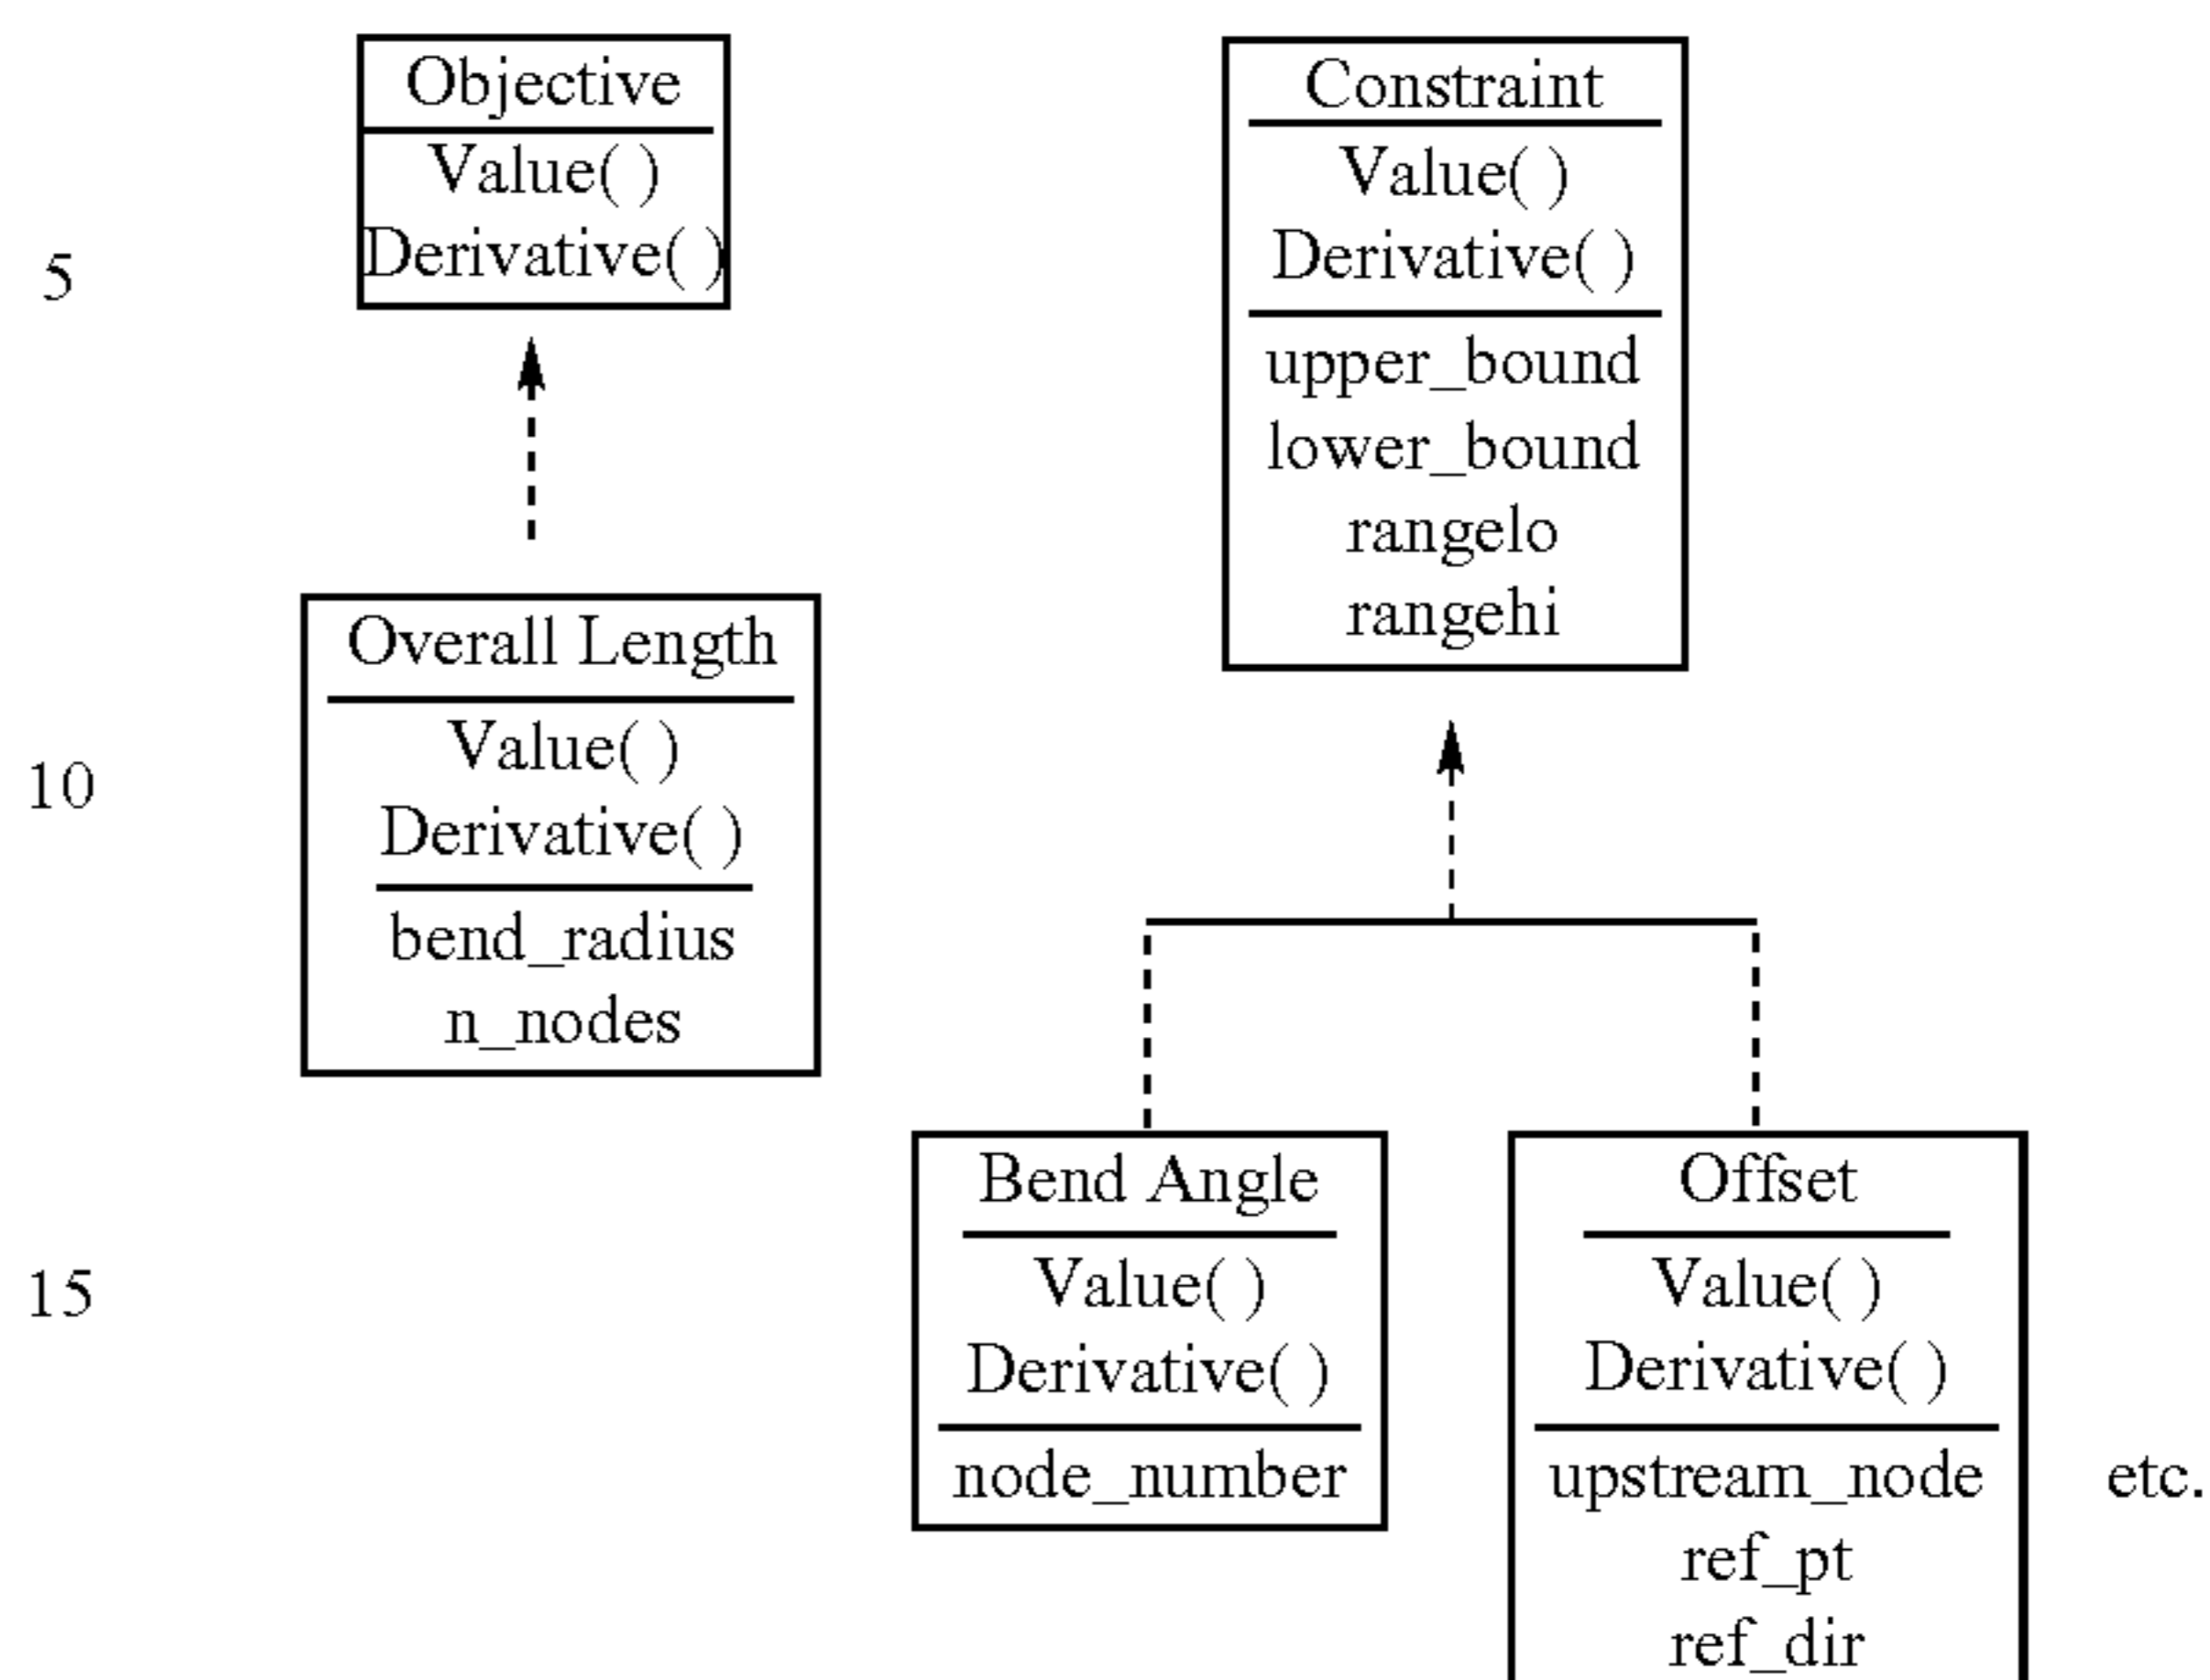 Objective
Value( )
Derivative( )
Constraint
Value( )
Derivative( )
upper_bound
lower_bound
rangelo
rangehi
5
Overall Length
Value( )
Derivative( )
bend_radius
n_nodes
10
Bend Angle
Value( )
Derivative( )
node_number
Offset
Value( )
Derivative( )
upstream_node
ref_pt
ref_dir
etc.
15